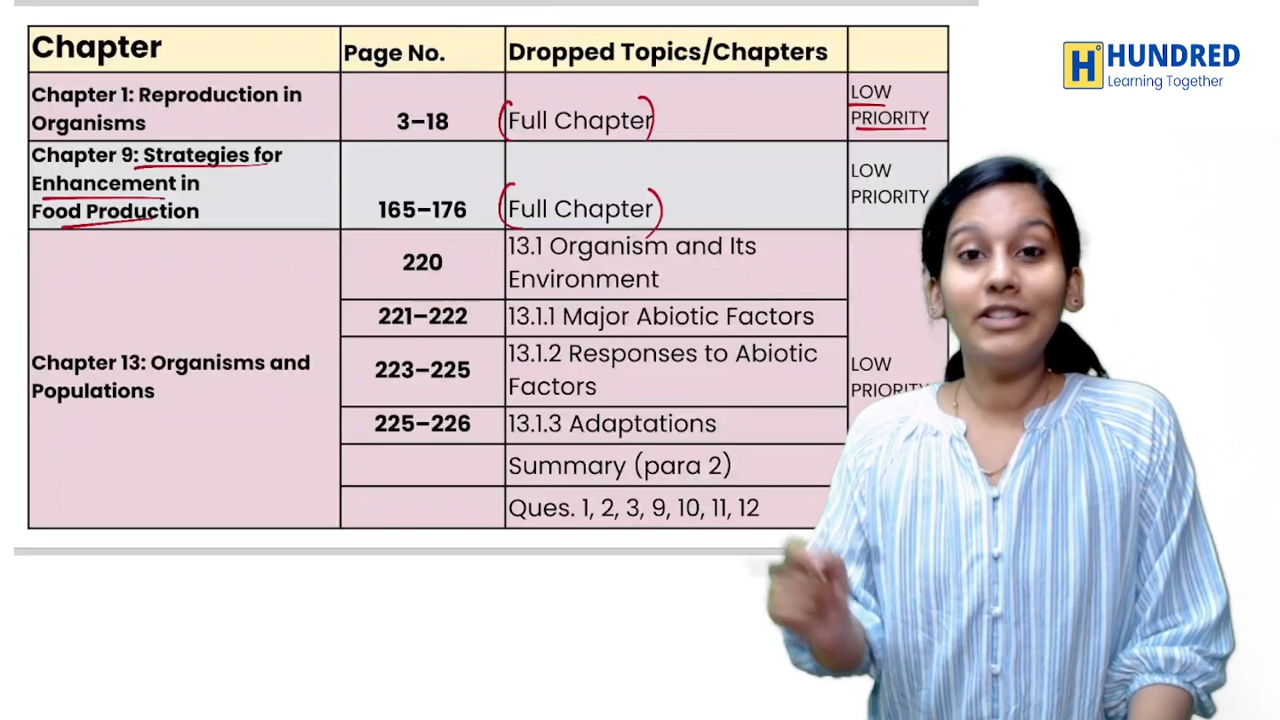 Chapter
Page No.
Dropped Topics/Chapters
Chapter 1: Reproduction in
Organisms
3–18
Full Chapter
LOW
PRIORITY
Chapter 9: Strategies for
Enhancement in
Food Production
165–176
Full Chapter
LOW
PRIORITY
Chapter 13: Organisms and
Populations
220
13.1 Organism and Its
Environment
221–222
13.1.1 Major Abiotic Factors
223–225
13.1.2 Responses to Abiotic
Factors
225–226
13.1.3 Adaptations
Summary (para 2)
Ques. 1, 2, 3, 9, 10, 11, 12
LOW
PRIORITY
H° HUNDRED
Learning Together